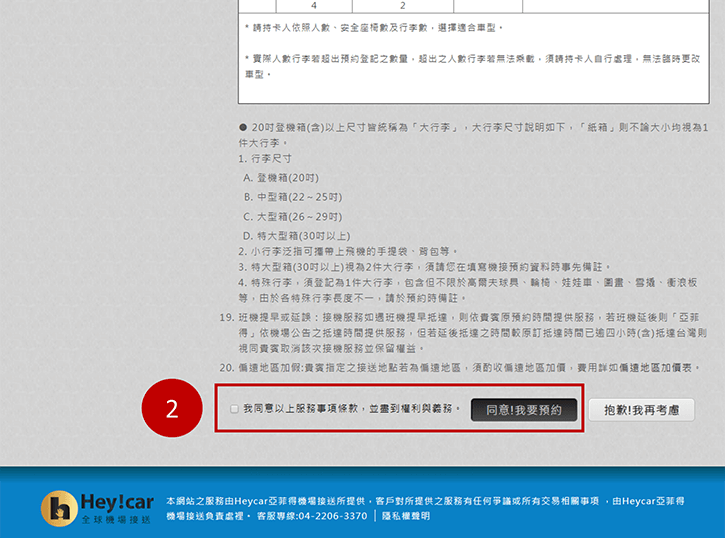 4 2
* 請持卡人依照人數、安全座椅數及行李數，選擇適合車型。
* 實際人數行李若超出預約登記之數量，超出之人數行李若無法乘載，須請持卡人自行處理，無法臨時更改
車型。
● 20吋登機箱(含)以上尺寸皆統稱為「大行李」，大行李尺寸說明如下，「紙箱」則不論大小均視為1
件大行李。
1. 行李尺寸
A. 登機箱(20吋)
B. 中型箱(22～25吋)
C. 大型箱(26～29吋)
D. 特大型箱(30吋以上)
2. 小行李泛指可攜帶上飛機的手提袋、背包等。
3. 特大型箱(30吋以上)視為2件大行李，須請您在填寫機接預約資料時事先備註。
4. 特殊行李，須登記為1件大行李，包含但不限於高爾夫球具、輪椅、娃娃車、圖畫、雪撬、衝浪板
等，由於各特殊行李長度不一，請於預約時備註。
19. 班機提早或延誤：接機服務如遇班機提早抵達，則依貴賓原預約時間提供服務，若班機延後則「亞菲
得」依機場公告之抵達時間提供服務，但若延後抵達之時間較原訂抵達時間已逾四小時(含)抵達台灣則
視同貴賓取消該次接機服務並保留權益。
20. 偏遠地區加假:貴賓指定之接送地點若為偏遠地區，須酌收偏遠地區加價，費用詳如偏遠地區加價表。
2
我同意以上服務事項條款，並盡到權利與義務。 同意!我要預約 抱歉!我再考慮
Hey!car
全球機場接送
本網站之服務由Heycar亞菲得機場接送所提供，客戶對所提供之服務有任何爭議或所有交易相關事項 ，由Heycar亞菲得
機場接送負責處裡。 客服專線:04-2206-3370 │ 隱私權聲明